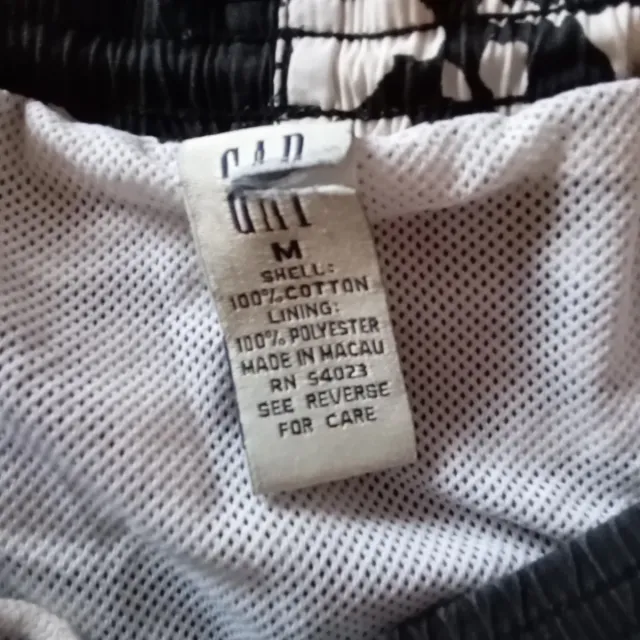 GAP
M
SHELL:
100% COTTON
LINING:
100% POLYESTER
MADE IN MACAU
RN 54023
SEE REVERSE
FOR CARE